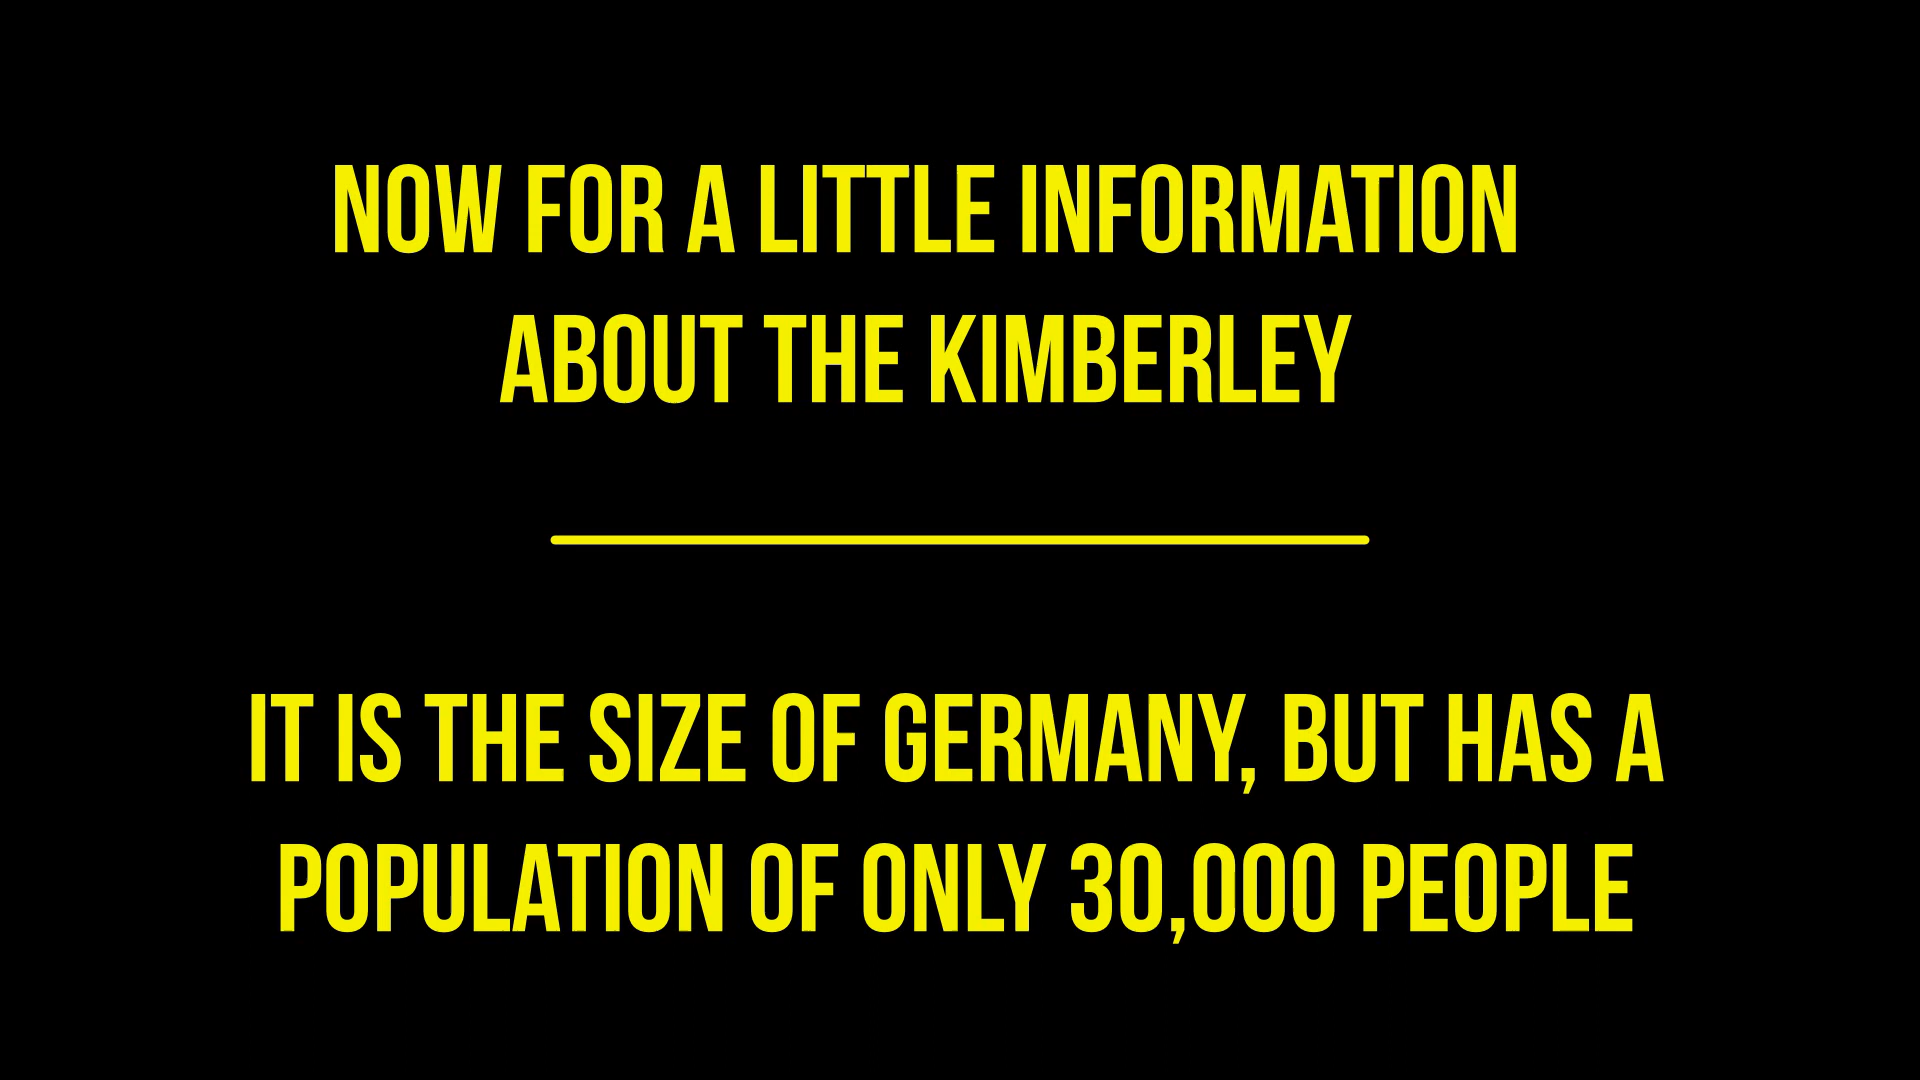 NOW FOR A LITTLE INFORMATION
ABOUT THE KIMBERLEY
IT IS THE SIZE OF GERMANY, BUT HAS A
POPULATION OF ONLY 30,000 PEOPLE